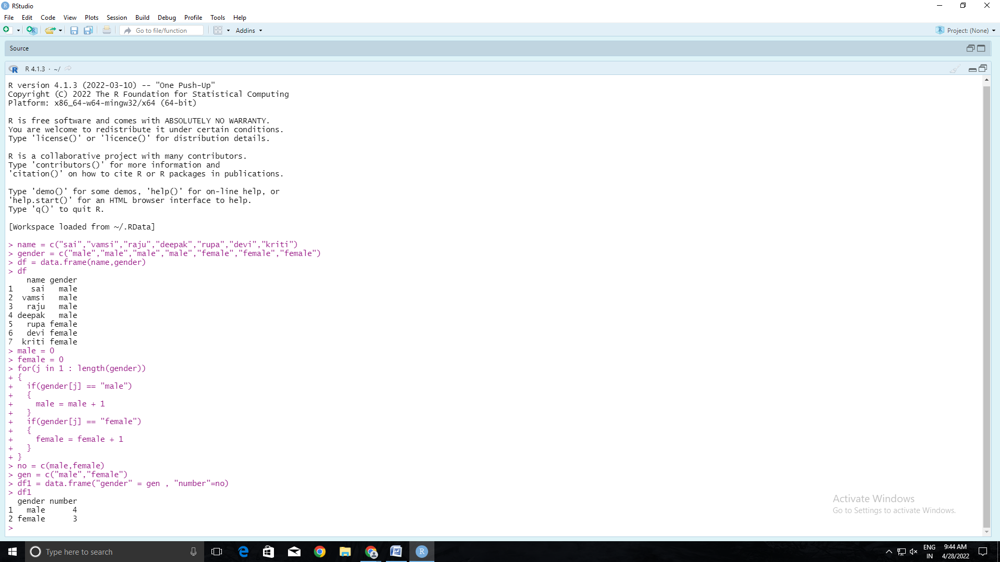 RStudio
File Edit Code View Plots Session Build Debug Profile Tools Help
Go to file/function Addins Project: (None)
Source
R 4.1.3 · ~/
R version 4.1.3 (2022-03-10) -- "One Push-Up"
Copyright (C) 2022 The R Foundation for Statistical Computing
Platform: x86_64-w64-mingw32/x64 (64-bit)
R is free software and comes with ABSOLUTELY NO WARRANTY.
You are welcome to redistribute it under certain conditions.
Type 'license()' or 'licence()' for distribution details.
R is a collaborative project with many contributors.
Type 'contributors()' for more information and
'citation()' on how to cite R or R packages in publications.
Type 'demo()' for some demos, 'help()' for on-line help, or
'help.start()' for an HTML browser interface to help.
Type 'q()' to quit R.
[Workspace loaded from ~/.RData]
> name = c("sai","vamsi","raju","deepak","rupa","devi","kriti")
> gender = c("male","male","male","male","female","female","female")
> df = data.frame(name,gender)
> df
    name gender
1    sai   male
2  vamsi   male
3   raju   male
4 deepak   male
5   rupa female
6   devi female
7  kriti female
> male = 0
> female = 0
> for(j in 1 : length(gender))
+ {
+   if(gender[j] == "male")
+   {
+     male = male + 1
+   }
+   if(gender[j] == "female")
+   {
+     female = female + 1
+   }
+ }
> no = c(male,female)
> gen = c("male","female")
> df1 = data.frame("gender" = gen , "number"=no)
> df1
  gender number
1   male      4
2 female      3
>
Activate Windows
Go to Settings to activate Windows.
Type here to search
ENG
IN
9:44 AM
4/28/2022